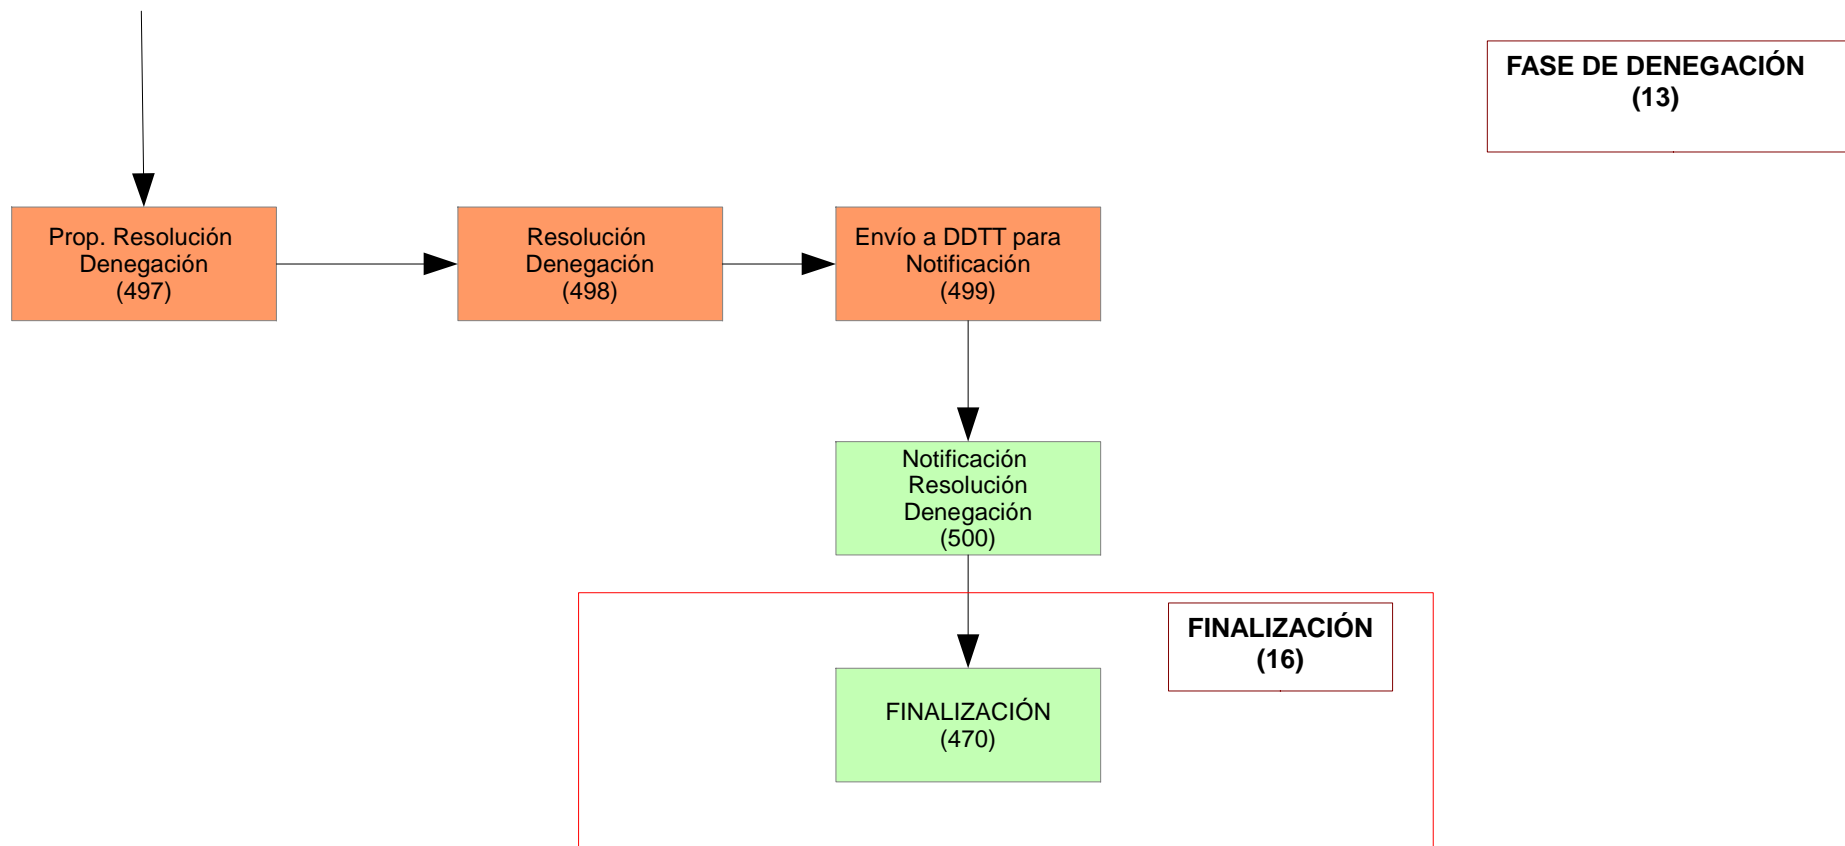 FASE DE DENEGACIÓN
(13)
Prop. Resolución
Denegación
(497)
Resolución
Denegación
(498)
Envío a DDTT para
Notificación
(499)
Notificación
Resolución
Denegación
(500)
FINALIZACIÓN
(16)
FINALIZACIÓN
(470)